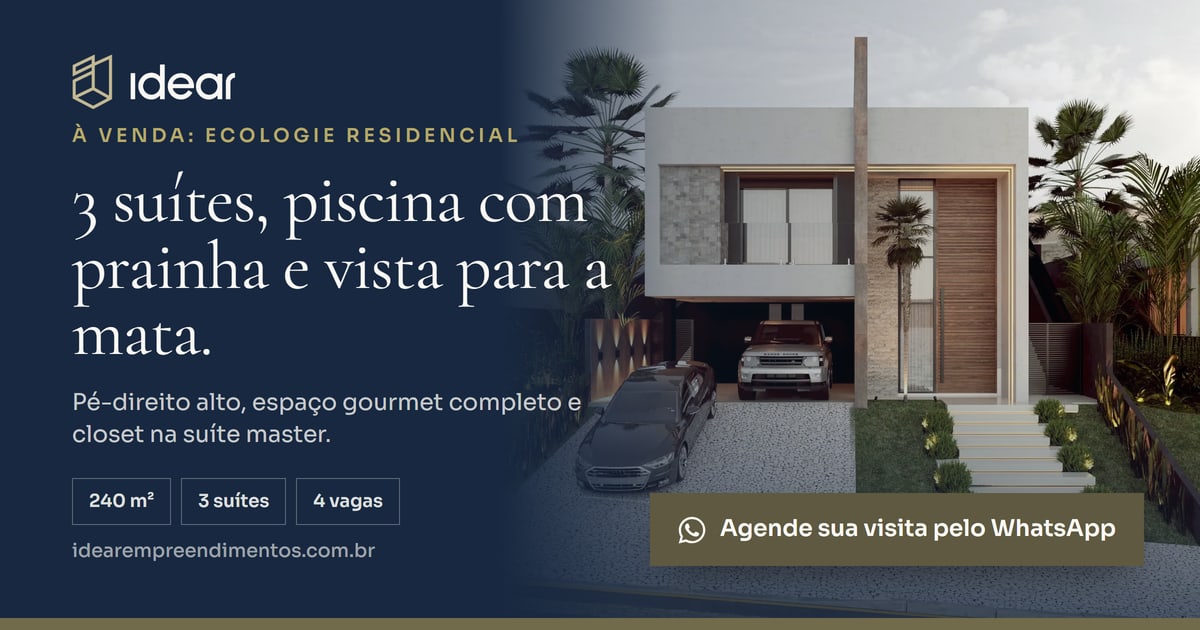 idear
À VENDA: ECOLOGIE RESIDENCIAL
3 suítes, piscina com
prainha e vista para a
mata.
Pé-direito alto, espaço gourmet completo e
closet na suíte master.
240 m²
3 suítes
4 vagas
idearempreendimentos.com.br
Agende sua visita pelo WhatsApp